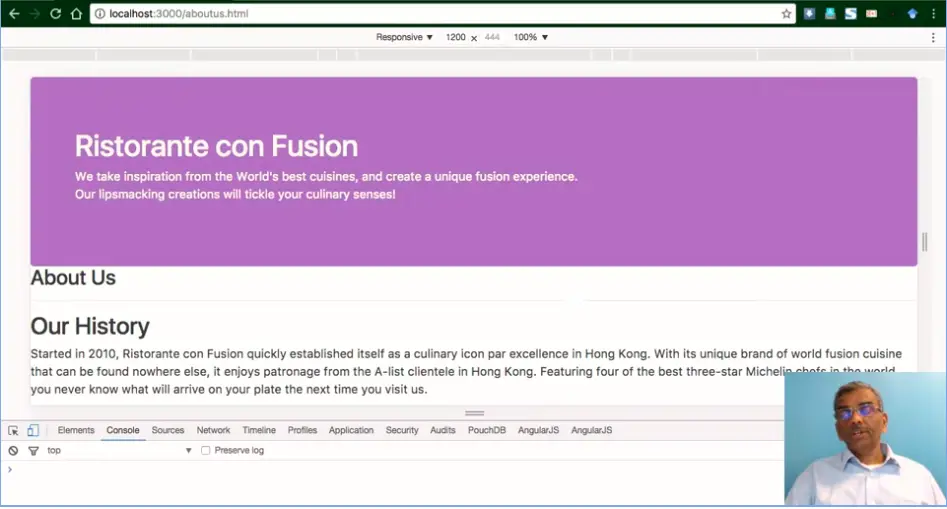 localhost:3000/aboutus.html
Responsive ▼ 1200 x 444 100% ▼
Ristorante con Fusion
We take inspiration from the World's best cuisines, and create a unique fusion experience.
Our lipsmacking creations will tickle your culinary senses!
About Us
Our History
Started in 2010, Ristorante con Fusion quickly established itself as a culinary icon par excellence in Hong Kong. With its unique brand of world fusion cuisine
that can be found nowhere else, it enjoys patronage from the A-list clientele in Hong Kong. Featuring four of the best three-star Michelin chefs in the world,
you never know what will arrive on your plate the next time you visit us.
Elements Console Sources Network Timeline Profiles Application Security Audits PouchDB AngularJS AngularJS
top ▼ Preserve log